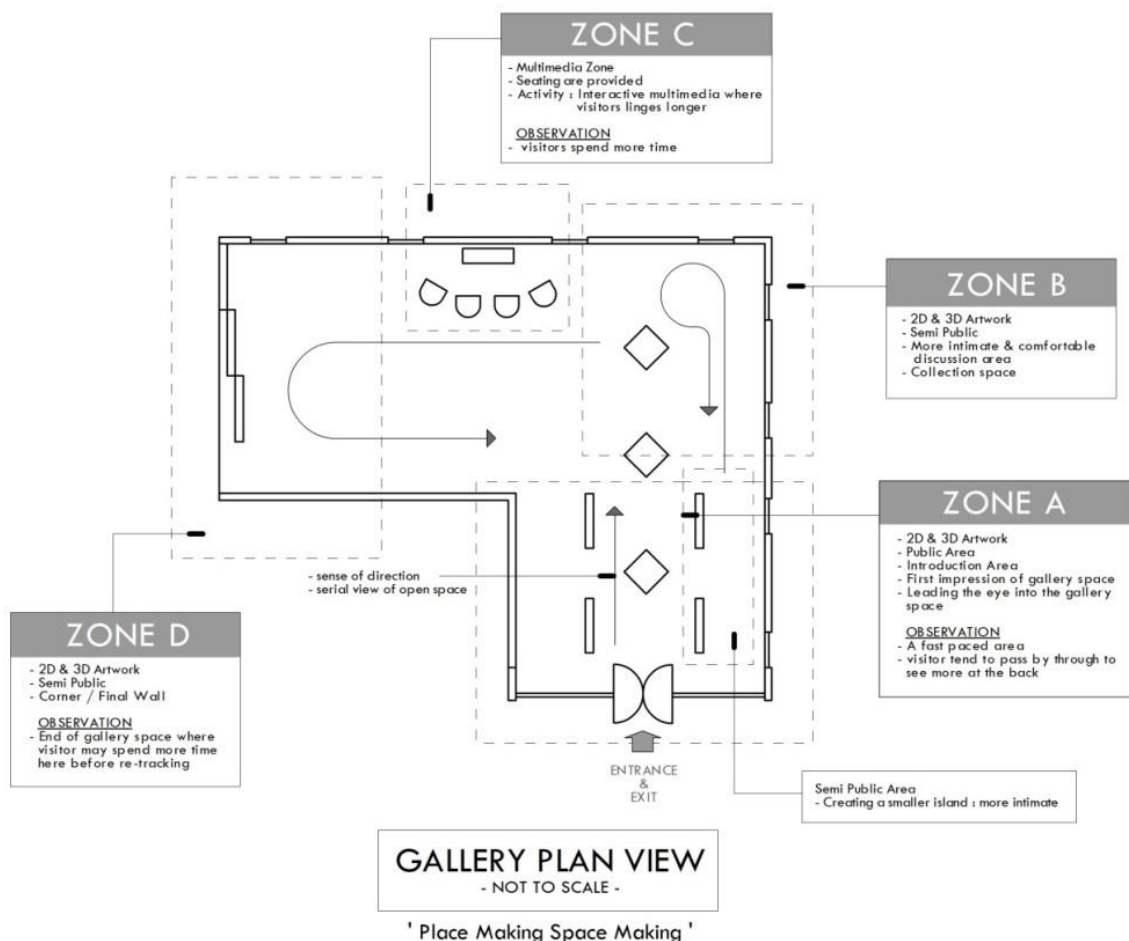 ZONE C
- Multimedia Zone
- Seating are provided
- Activity : Interactive multimedia where
visitors linges longer
OBSERVATION
- visitors spend more time
ZONE B
- 2D & 3D Artwork
- Semi Public
- More intimate & comfortable
discussion area
- Collection space
ZONE A
- 2D & 3D Artwork
- Public Area
- Introduction Area
- First impression of gallery space
- Leading the eye into the gallery
space
OBSERVATION
- A fast paced area
- visitor tend to pass by through to
see more at the back
- sense of direction
- serial view of open space
ZONE D
- 2D & 3D Artwork
- Semi Public
- Corner / Final Wall
OBSERVATION
- End of gallery space where
visitor may spend more time
here before re-tracking
ENTRANCE
&
EXIT
Semi Public Area
- Creating a smaller island : more intimate
GALLERY PLAN VIEW
- NOT TO SCALE -
' Place Making Space Making '